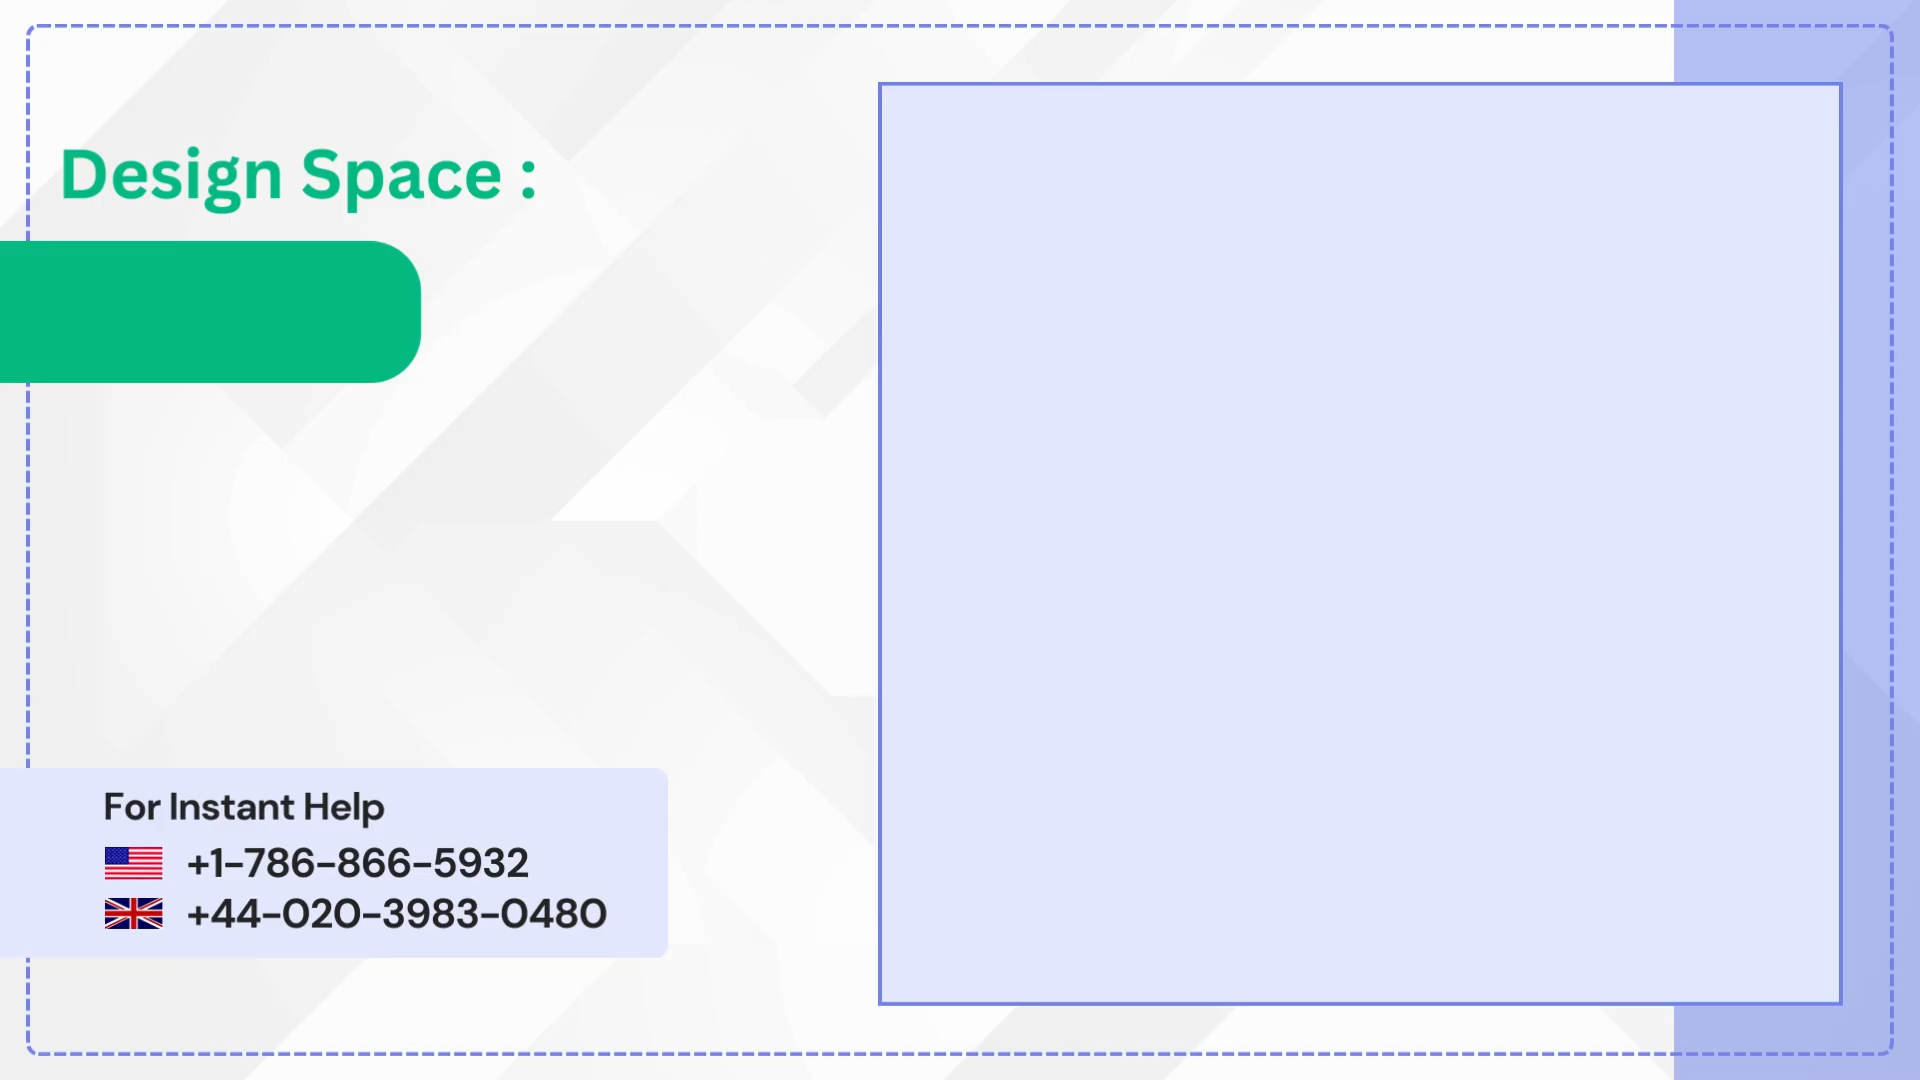 Design Space :
For Instant Help
+1-786-866-5932
+44-020-3983-0480